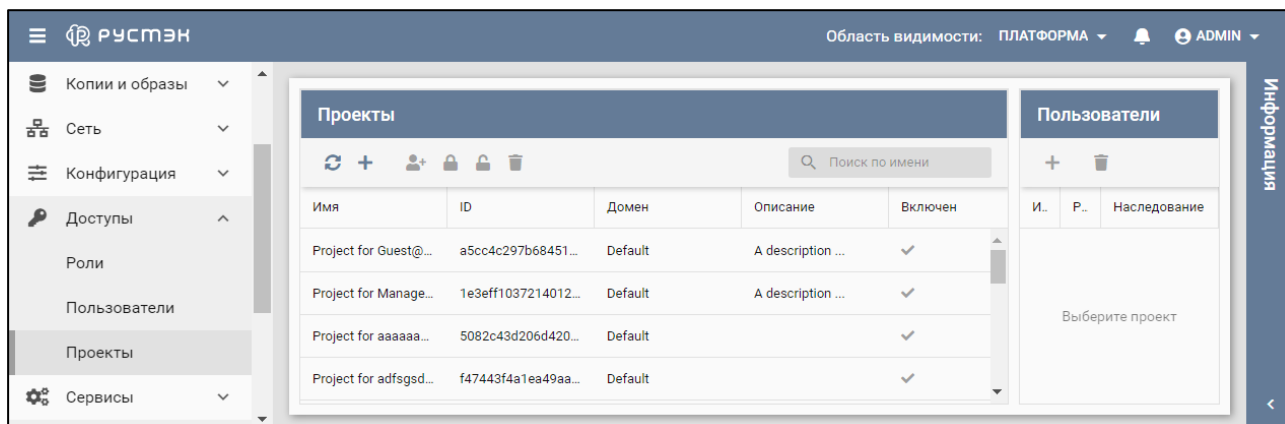 РУСТЭК Область видимости: ПЛАТФОРМА ADMIN
Копии и образы
Сеть
Конфигурация
Доступы
Роли
Пользователи
Проекты
Сервисы
Проекты
Поиск по имени
Имя ID Домен Описание Включен
Project for Guest@... a5cc4c297b68451... Default A description ...
Project for Manage... 1e3eff1037214012... Default A description ...
Project for aaaaaa... 5082c43d206d420... Default
Project for adfsgsd... f47443f4a1ea49aa... Default
Пользователи
И.. Р.. Наследование
Выберите проект
Информация